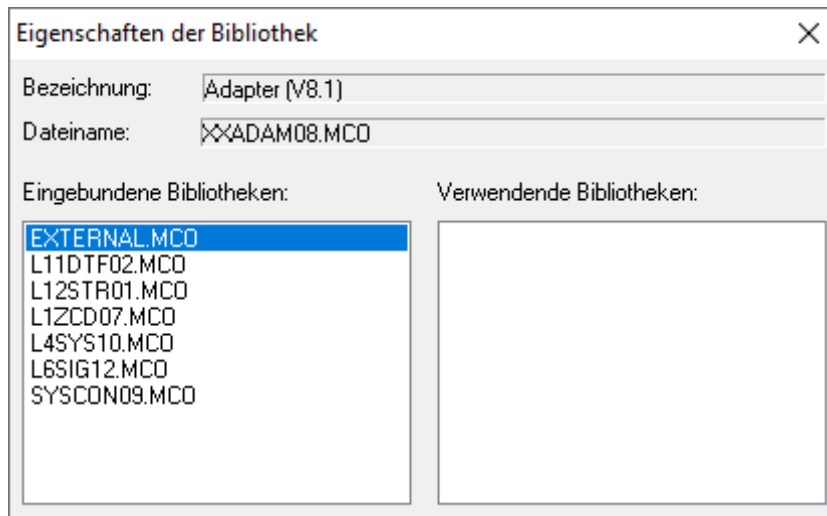 Eigenschaften der Bibliothek
Bezeichnung: Adapter (V8.1)
Dateiname: XXADAM08.MCO
Eingebundene Bibliotheken: Verwendende Bibliotheken:
EXTERNAL.MCO
L11DTF02.MCO
L12STR01.MCO
L1ZCD07.MCO
L4SYS10.MCO
L6SIG12.MCO
SYSCON09.MCO